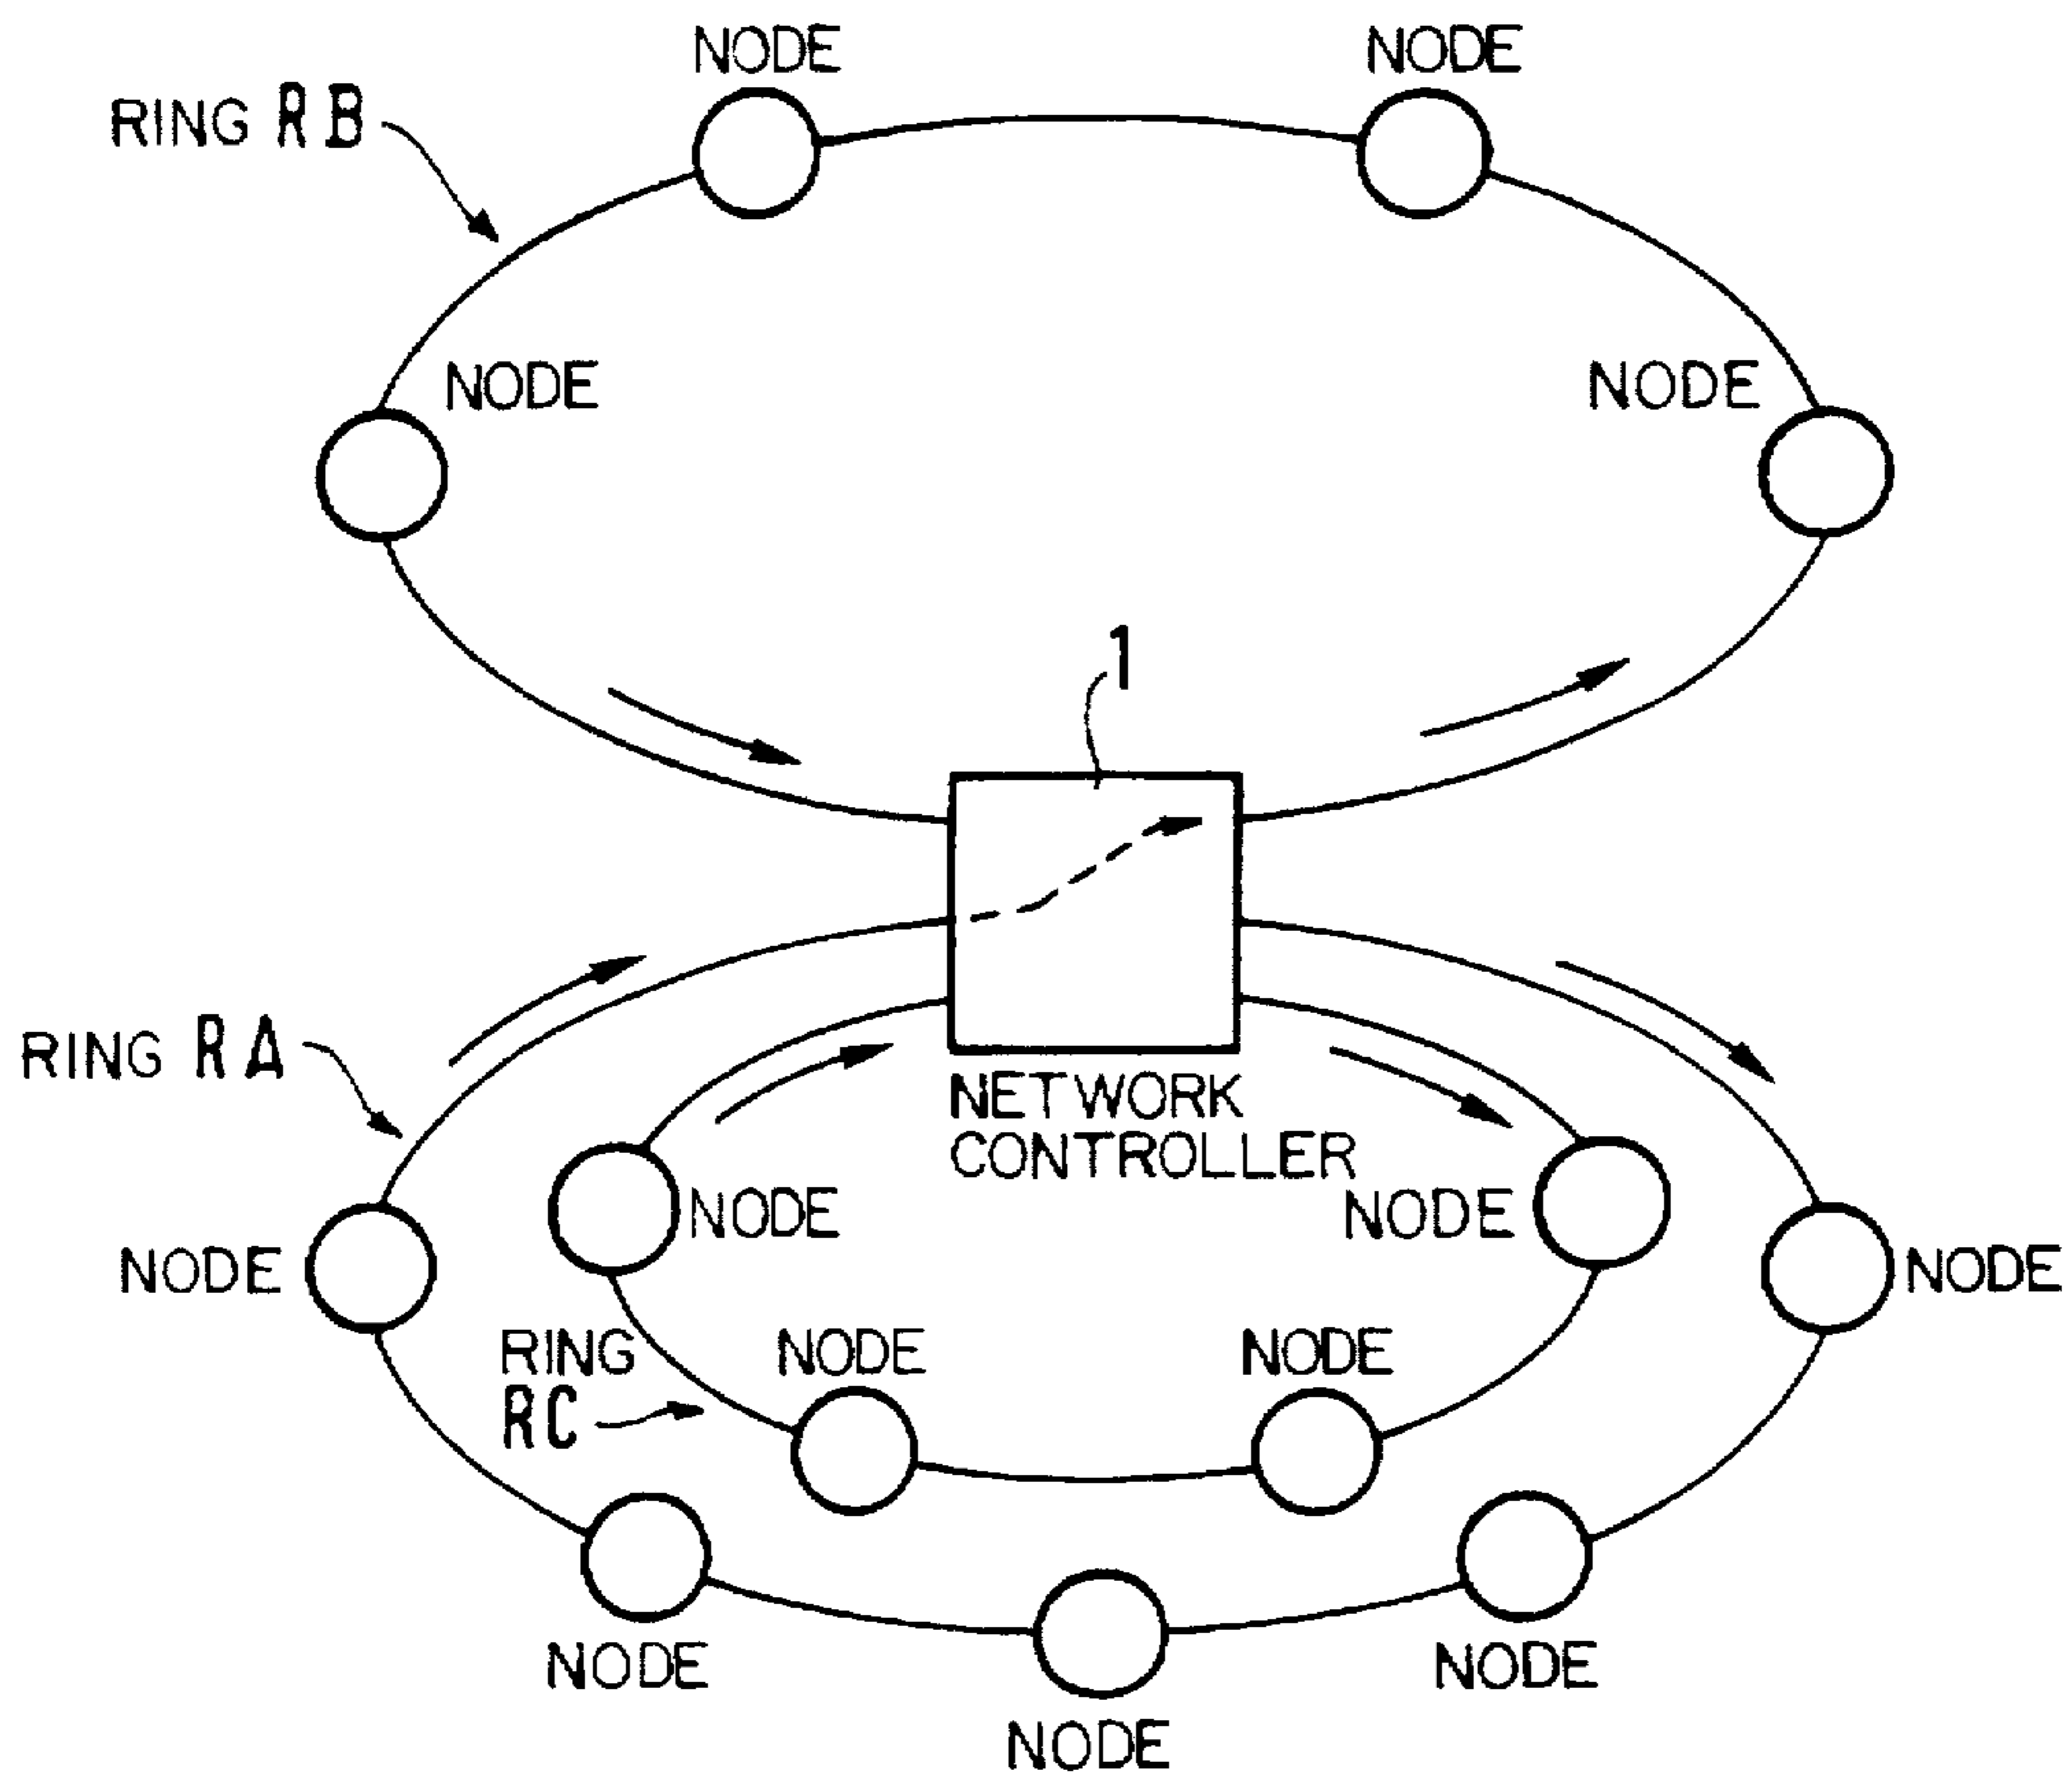 NODE NODE
RING RB
NODE NODE
1
RING RA
NETWORK
CONTROLLER
NODE NODE
NODE NODE
RING NODE NODE
RC
NODE NODE
NODE